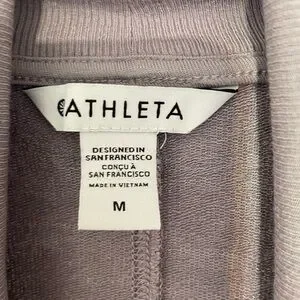 ATHLETA
DESIGNED IN
SAN FRANCISCO
CONÇU À
SAN FRANCISCO
MADE IN VIETNAM
M